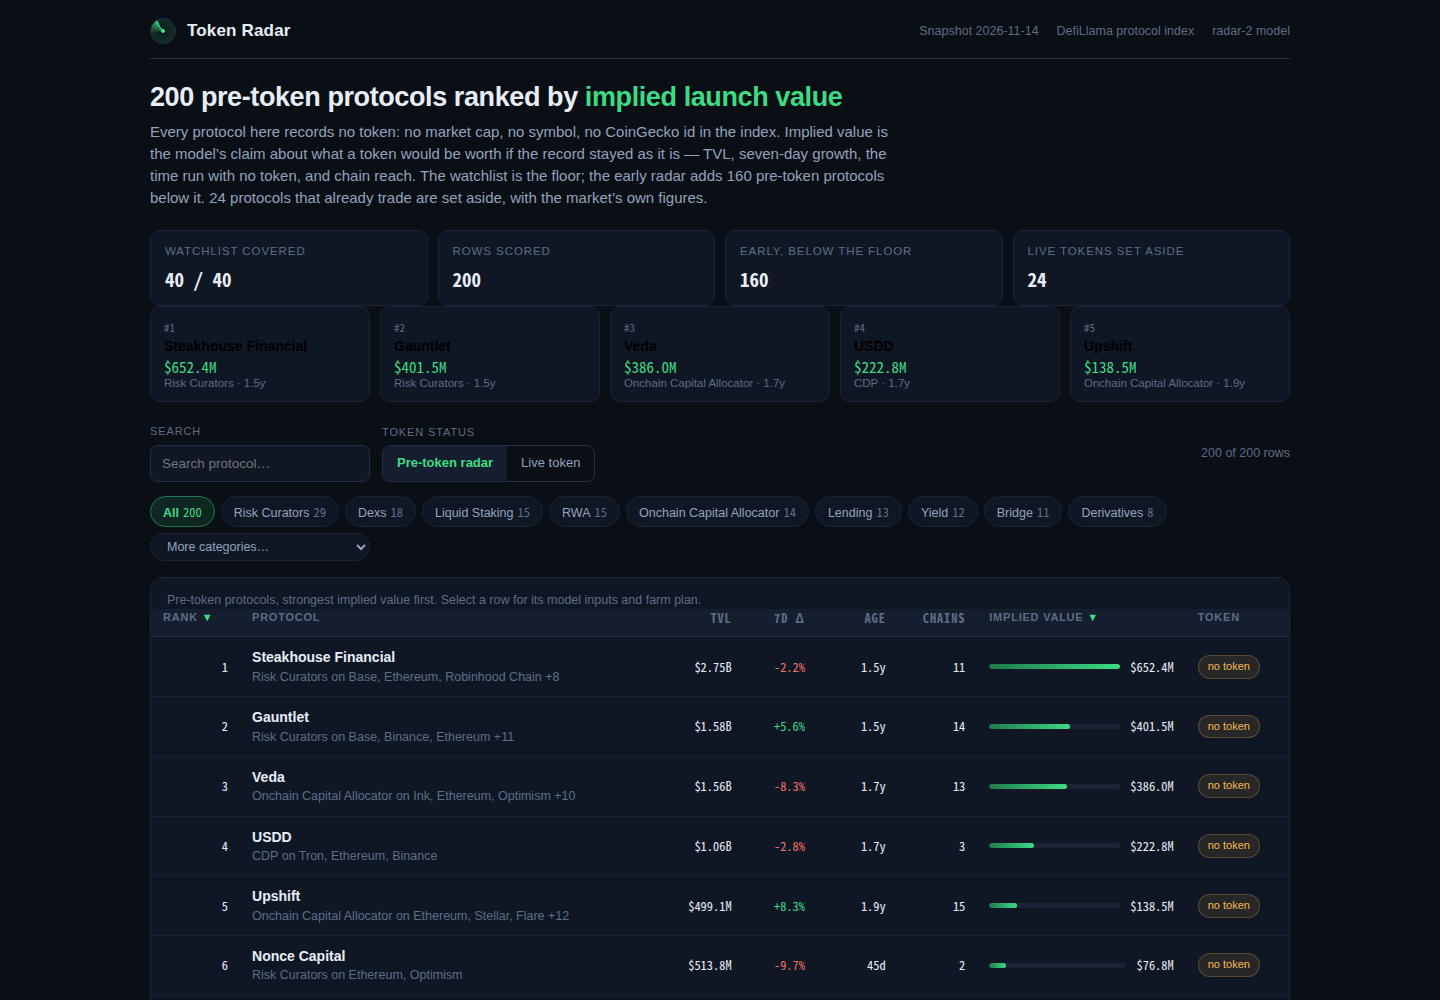 Token Radar
Snapshot 2026-11-14 DefiLlama protocol index radar-2 model
200 pre-token protocols ranked by implied launch value
Every protocol here records no token: no market cap, no symbol, no CoinGecko id in the index. Implied value is
the model's claim about what a token would be worth if the record stayed as it is — TVL, seven-day growth, the
time run with no token, and chain reach. The watchlist is the floor; the early radar adds 160 pre-token protocols
below it. 24 protocols that already trade are set aside, with the market's own figures.
WATCHLIST COVERED
40 / 40
ROWS SCORED
200
EARLY, BELOW THE FLOOR
160
LIVE TOKENS SET ASIDE
24
#1
Steakhouse Financial
$652.4M
Risk Curators · 1.5y
#2
Gauntlet
$401.5M
Risk Curators · 1.5y
#3
Veda
$386.0M
Onchain Capital Allocator · 1.7y
#4
USDD
$222.8M
CDP · 1.7y
#5
Upshift
$138.5M
Onchain Capital Allocator · 1.9y
SEARCH
Search protocol…
TOKEN STATUS
Pre-token radar Live token
200 of 200 rows
All 200 Risk Curators 29 Dexs 18 Liquid Staking 15 RWA 15 Onchain Capital Allocator 14 Lending 13 Yield 12 Bridge 11 Derivatives 8
More categories…
Pre-token protocols, strongest implied value first. Select a row for its model inputs and farm plan.
RANK ▼ PROTOCOL TVL 7D Δ AGE CHAINS IMPLIED VALUE ▼ TOKEN
1 Steakhouse Financial $2.75B -2.2% 1.5y 11 $652.4M no token
Risk Curators on Base, Ethereum, Robinhood Chain +8
2 Gauntlet $1.58B +5.6% 1.5y 14 $401.5M no token
Risk Curators on Base, Binance, Ethereum +11
3 Veda $1.56B -8.3% 1.7y 13 $386.0M no token
Onchain Capital Allocator on Ink, Ethereum, Optimism +10
4 USDD $1.06B -2.8% 1.7y 3 $222.8M no token
CDP on Tron, Ethereum, Binance
5 Upshift $499.1M +8.3% 1.9y 15 $138.5M no token
Onchain Capital Allocator on Ethereum, Stellar, Flare +12
6 Nonce Capital $513.8M -9.7% 45d 2 $76.8M no token
Risk Curators on Ethereum, Optimism